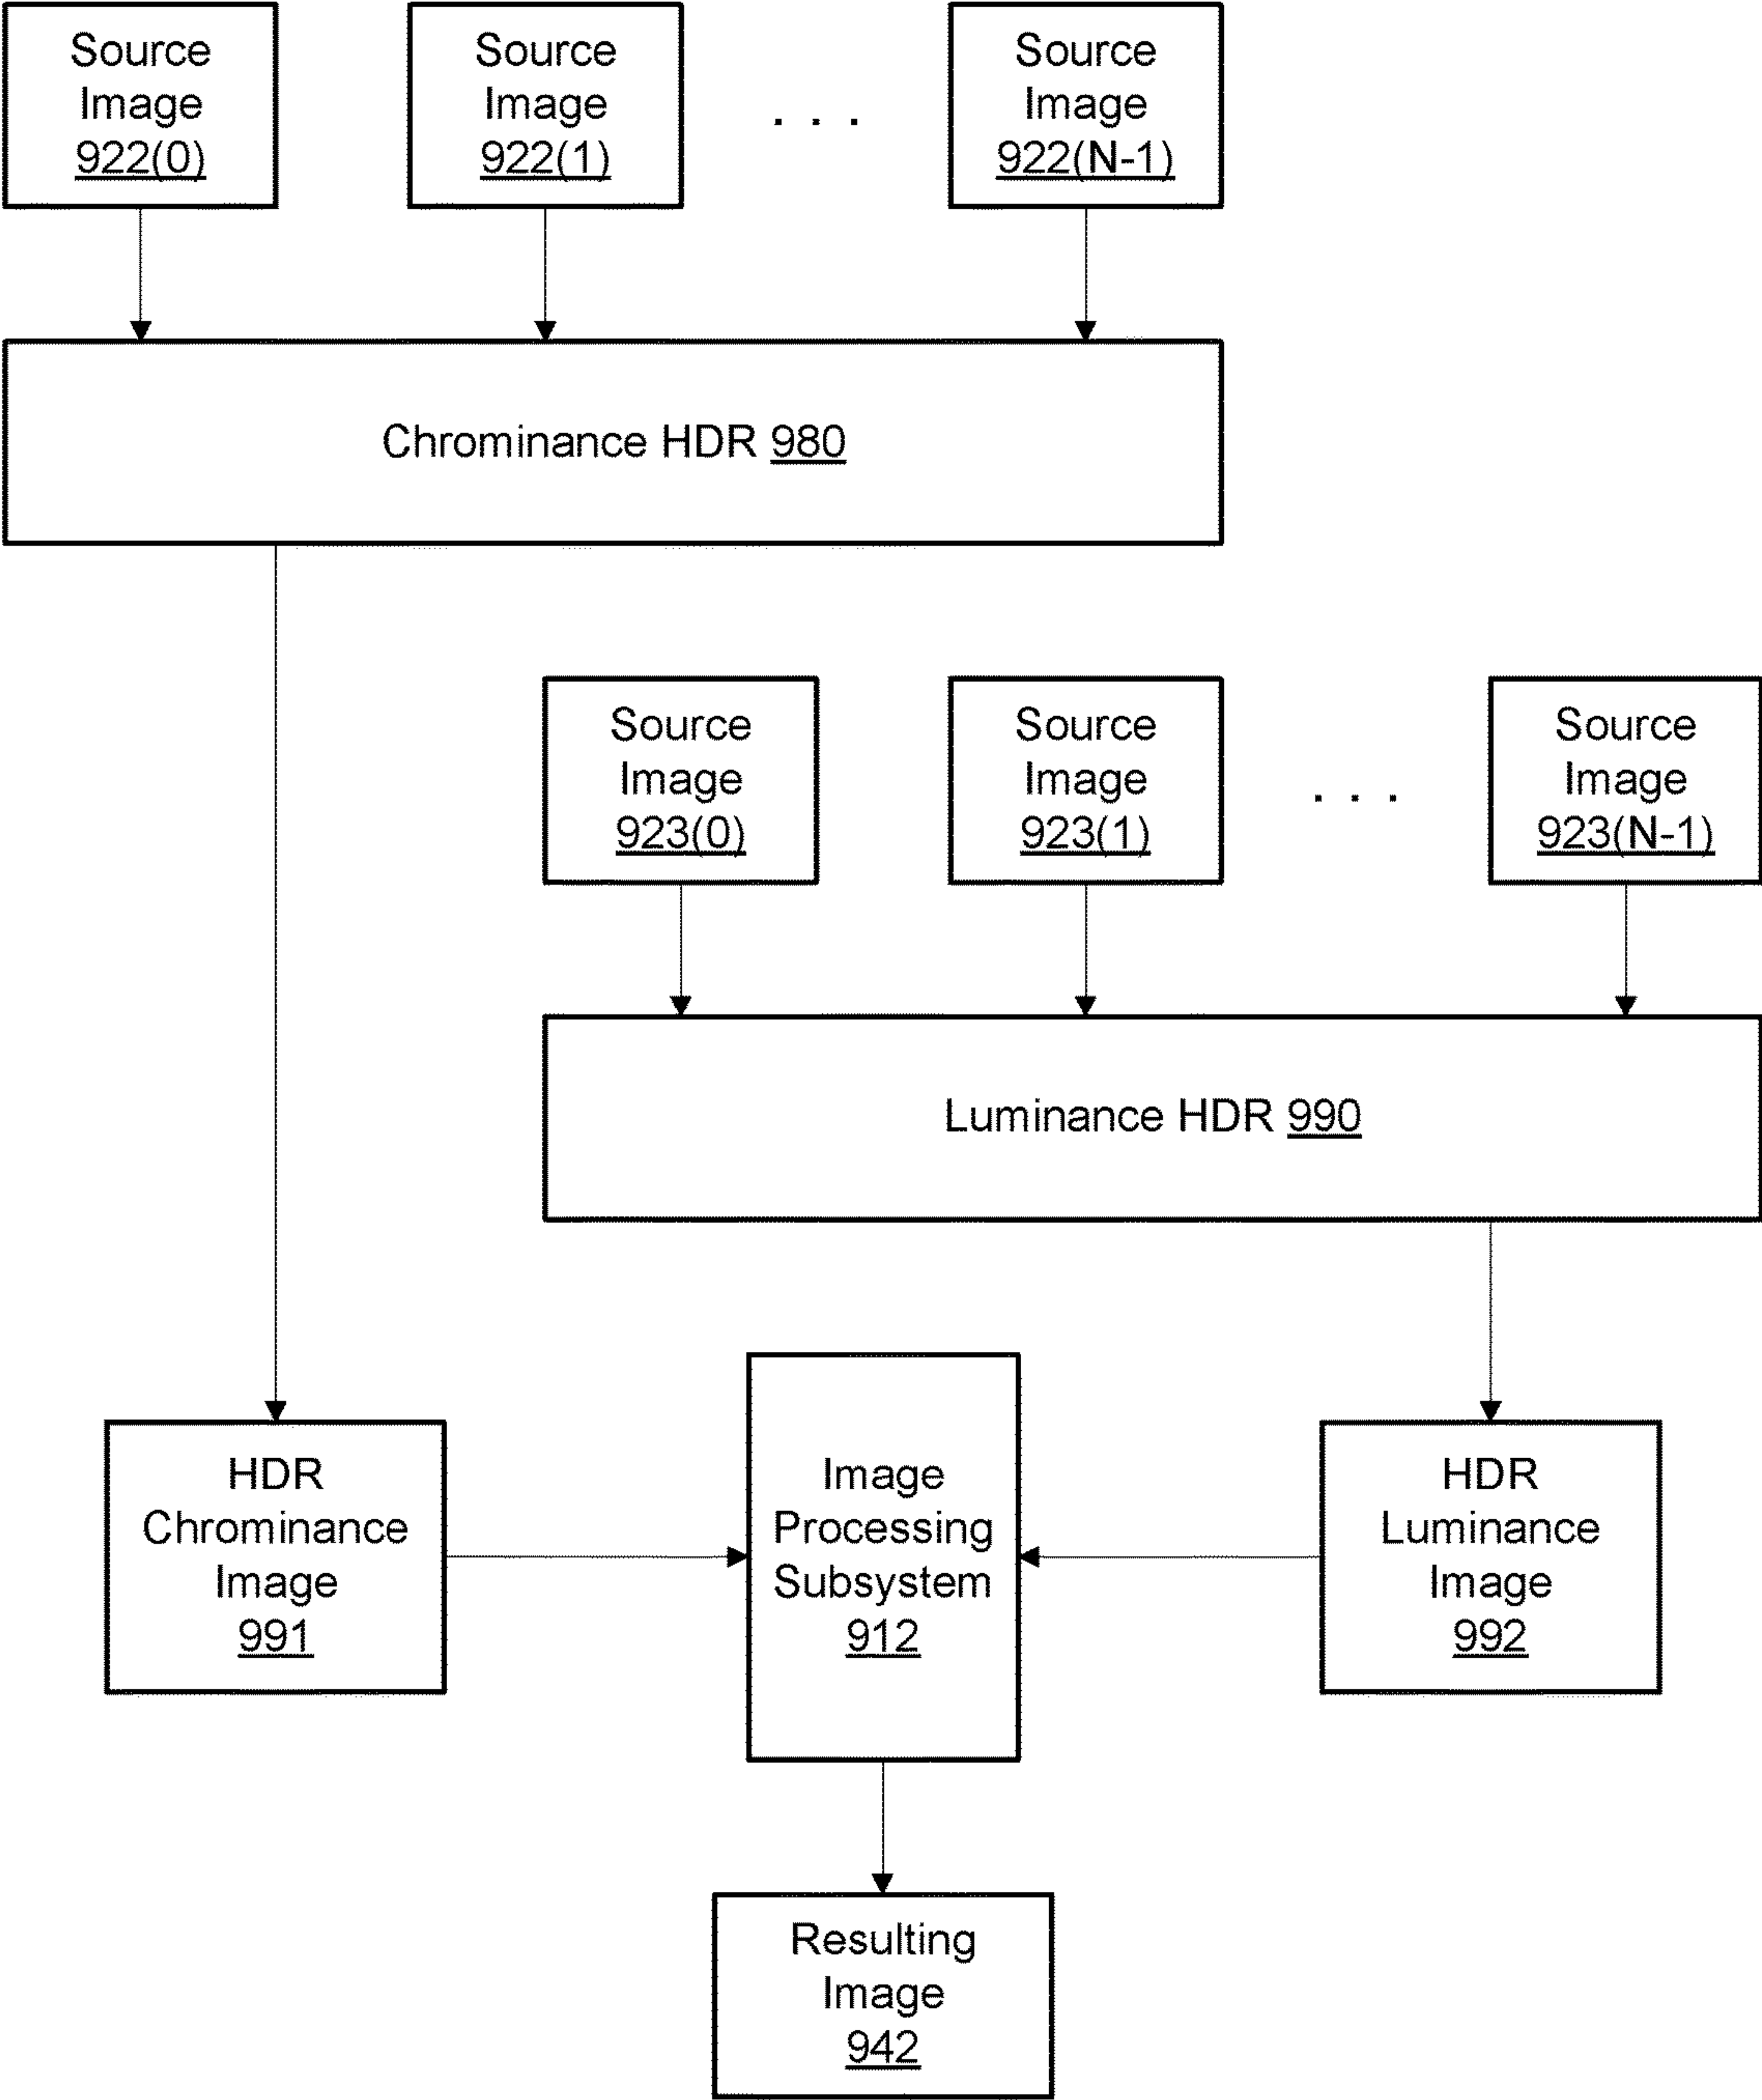 Source
Image
922(0)
Source
Image
922(1)
. . .
Source
Image
922(N-1)
Chrominance HDR 980
Source
Image
923(0)
Source
Image
923(1)
. . .
Source
Image
923(N-1)
Luminance HDR 990
HDR
Chrominance
Image
991
Image
Processing
Subsystem
912
HDR
Luminance
Image
992
Resulting
Image
942